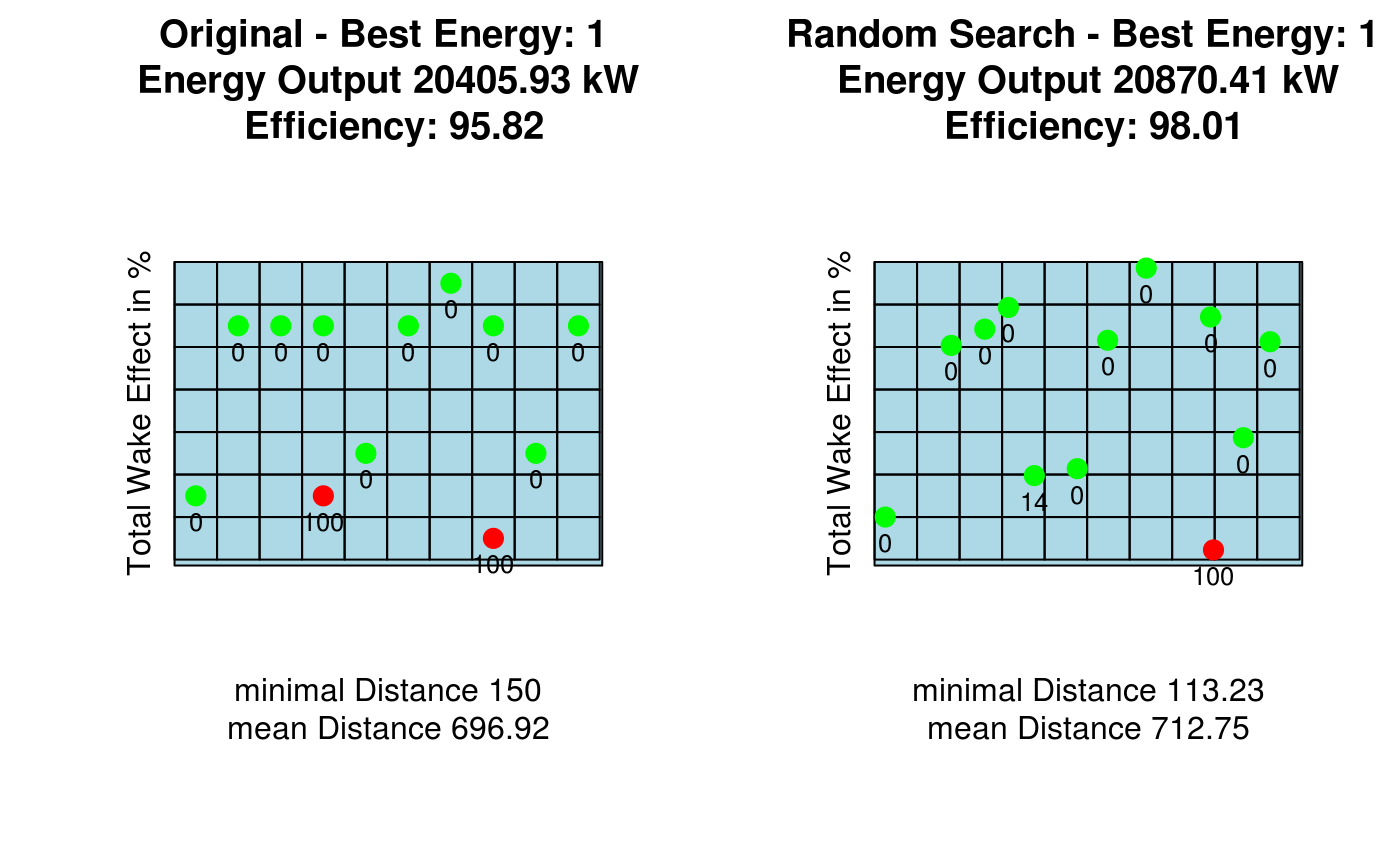 Original - Best Energy: 1
Energy Output 20405.93 kW
Efficiency: 95.82
Total Wake Effect in %
0
0 0 0 0 0 0
0 0
0 100
100
minimal Distance 150
mean Distance 696.92
Random Search - Best Energy: 1
Energy Output 20870.41 kW
Efficiency: 98.01
Total Wake Effect in %
0
0 0
0 0 0 0
0
14 0
0
100
minimal Distance 113.23
mean Distance 712.75